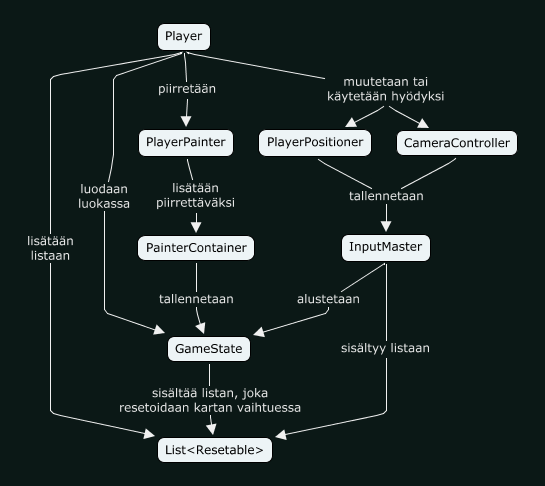 Player
piirretään
muutetaan tai
käytetään hyödyksi
PlayerPainter
PlayerPositioner
CameraController
luodaan
luokassa
lisätään
piirrettäväksi
tallennetaan
lisätään
listaan
PainterContainer
InputMaster
tallennetaan
alustetaan
GameState
sisältyy listaan
sisältää listan, joka
resetoidaan kartan vaihtuessa
List<Resetable>